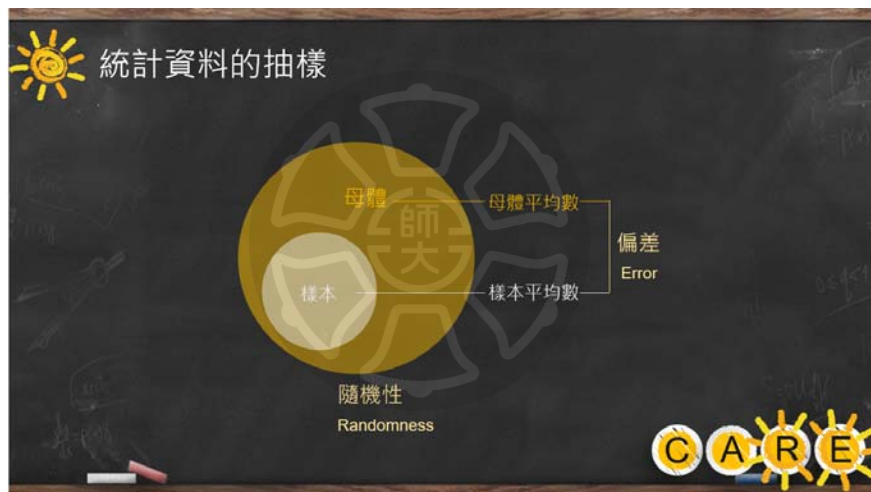 統計資料的抽樣
母體
母體平均數
師大
偏差
Error
樣本
樣本平均數
隨機性
Randomness
CARE